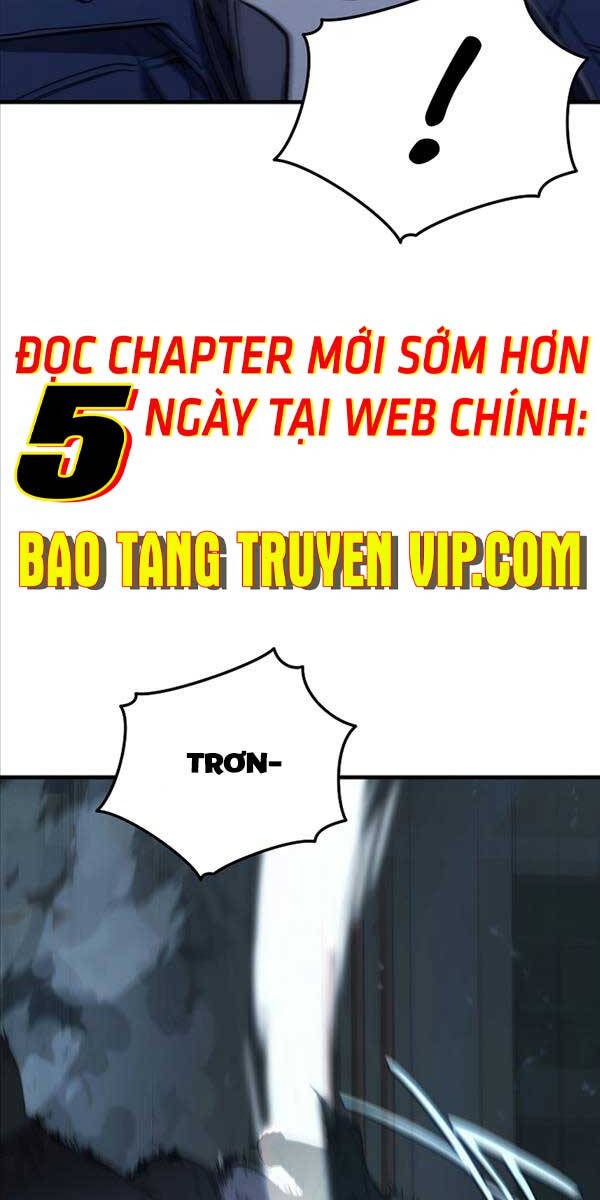 !
ĐỌC CHAPTER MỚI SỚM HƠN
5 NGÀY TẠI WEB CHÍNH:
BAO TANG TRUYEN VIP.COM
TRƠN-